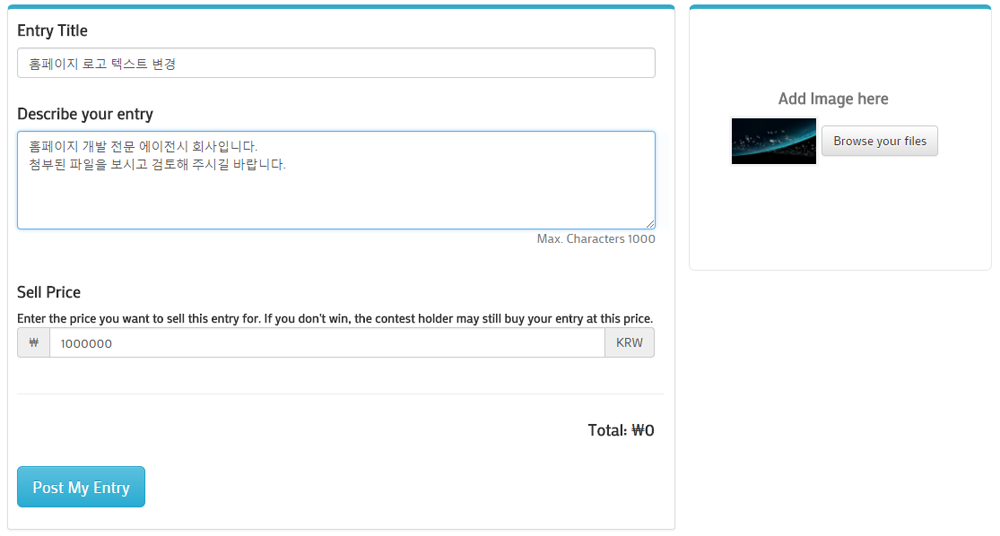 Entry Title
홈페이지 로고 텍스트 변경
Describe your entry
홈페이지 개발 전문 에이전시 회사입니다.
첨부된 파일을 보시고 검토해 주시길 바랍니다.
Max. Characters 1000
Sell Price
Enter the price you want to sell this entry for. If you don't win, the contest holder may still buy your entry at this price.
₩ 1000000 KRW
Total: ₩0
Post My Entry
Add Image here
Browse your files